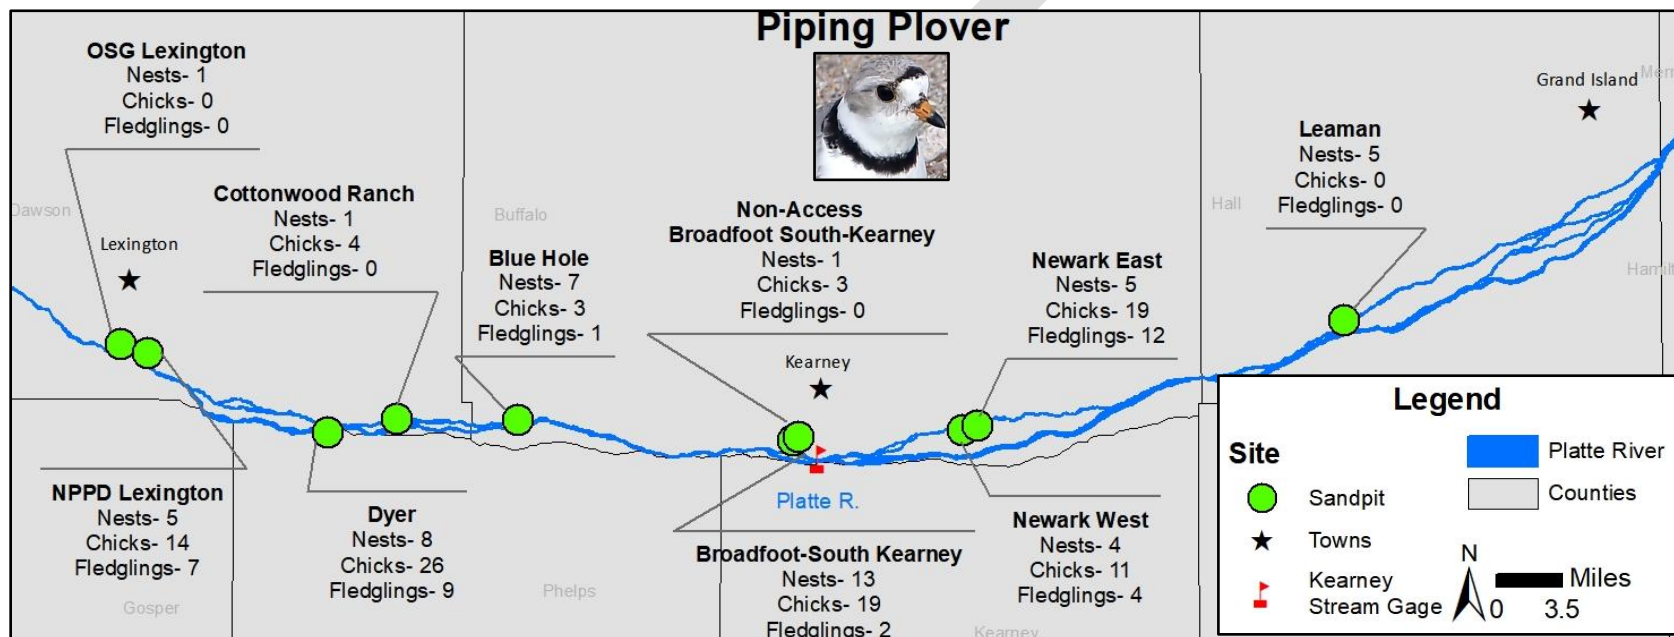 Piping Plover
OSG Lexington
Nests- 1
Chicks- 0
Fledglings- 0
Dawson
Lexington
Cottonwood Ranch
Nests- 1
Chicks- 4
Fledglings- 0
Buffalo
Blue Hole
Nests- 7
Chicks- 3
Fledglings- 1
Non-Access
Broadfoot South-Kearney
Nests- 1
Chicks- 3
Fledglings- 0
Kearney
Newark East
Nests- 5
Chicks- 19
Fledglings- 12
Hall
Leaman
Nests- 5
Chicks- 0
Fledglings- 0
Grand Island
NPPD Lexington
Nests- 5
Chicks- 14
Fledglings- 7
Gosper
Dyer
Nests- 8
Chicks- 26
Fledglings- 9
Phelps
Platte R.
Broadfoot-South Kearney
Nests- 13
Chicks- 19
Fledglings- 2
Newark West
Nests- 4
Chicks- 11
Fledglings- 4
Kearney
Legend
Site
Sandpit
Towns
Kearney
Stream Gage
Platte River
Counties
N
Miles
0 3.5